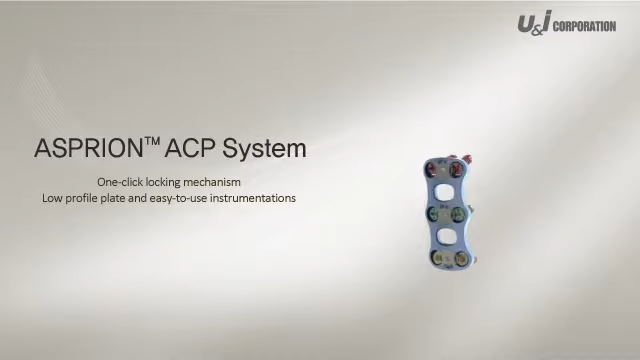 U&i CORPORATION
ASPRION™ ACP System
One-click locking mechanism
Low profile plate and easy-to-use instrumentations